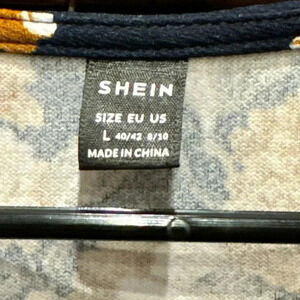 SHEIN
SIZE EU US
L 40/42 8/10
MADE IN CHINA